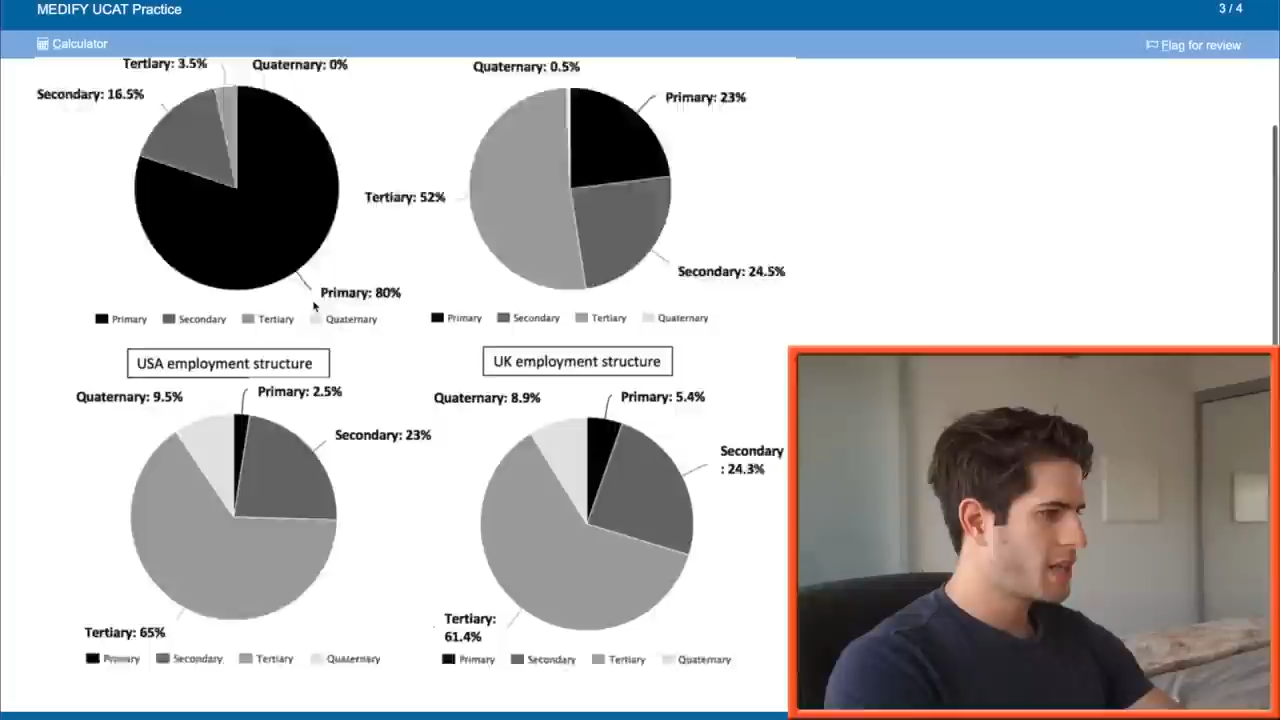 MEDIFY UCAT Practice
3 / 4
Calculator
Flag for review
Tertiary: 3.5%
Quaternary: 0%
Secondary: 16.5%
Primary: 80%
Primary Secondary Tertiary Quaternary
Quaternary: 0.5%
Primary: 23%
Tertiary: 52%
Secondary: 24.5%
Primary Secondary Tertiary Quaternary
USA employment structure
Quaternary: 9.5%
Primary: 2.5%
Secondary: 23%
Tertiary: 65%
Primary Secondary Tertiary Quaternary
UK employment structure
Quaternary: 8.9%
Primary: 5.4%
Secondary
: 24.3%
Tertiary:
61.4%
Primary Secondary Tertiary Quaternary